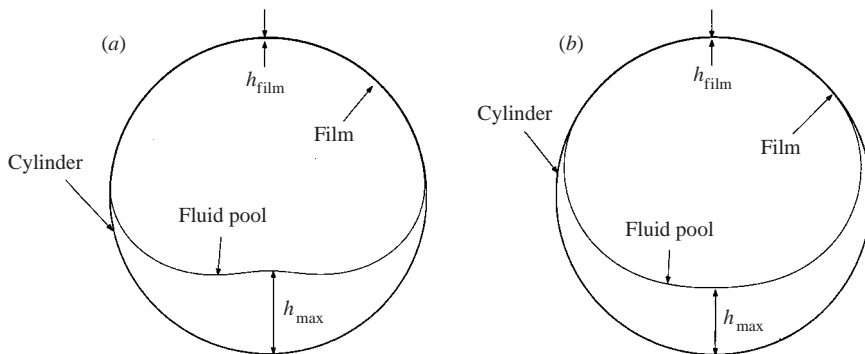 (a)
h_film
Film
Cylinder
Fluid pool
h_max
(b)
h_film
Cylinder
Film
Fluid pool
h_max